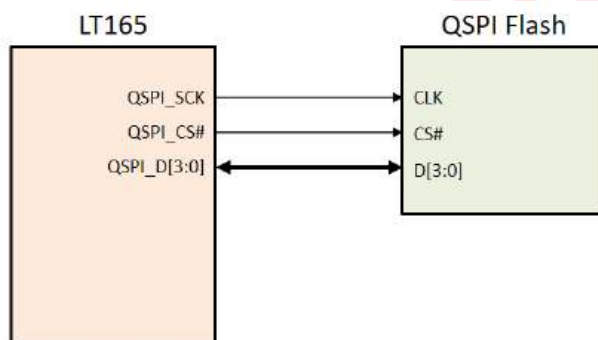 LT165
QSPI Flash
QSPI_SCK
CLK
QSPI_CS#
CS#
QSPI_D[3:0]
D[3:0]